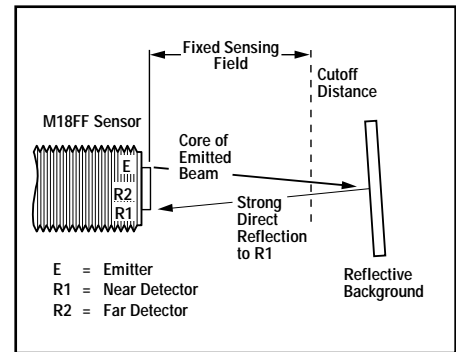 Fixed Sensing
Field
Cutoff
Distance
M18FF Sensor
Core of
Emitted
Beam
E
R2
R1
Strong
Direct
Reflection
to R1
E = Emitter
R1 = Near Detector
R2 = Far Detector
Reflective
Background